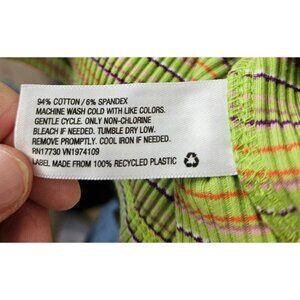 94% COTTON / 6% SPANDEX
MACHINE WASH COLD WITH LIKE COLORS.
GENTLE CYCLE. ONLY NON-CHLORINE
BLEACH IF NEEDED. TUMBLE DRY LOW.
REMOVE PROMPTLY. COOL IRON IF NEEDED.
RN17730 VN1974109
LABEL MADE FROM 100% RECYCLED PLASTIC